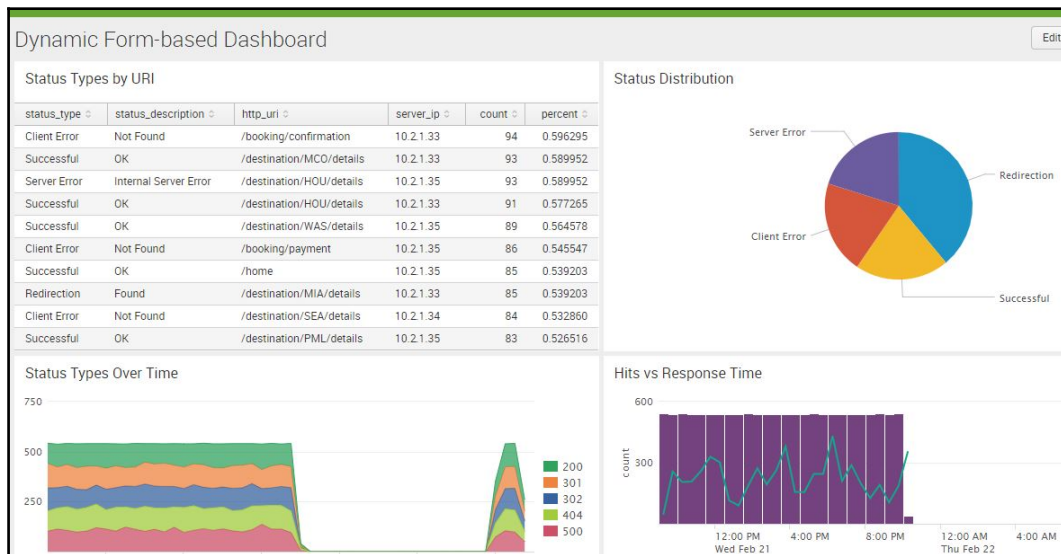 Dynamic Form-based Dashboard
Edit
Status Types by URI
status_type status_description http_uri server_ip count percent
Client Error Not Found /booking/confirmation 10.2.1.33 94 0.596295
Successful OK /destination/MCO/details 10.2.1.33 93 0.589952
Server Error Internal Server Error /destination/HOU/details 10.2.1.35 93 0.589952
Successful OK /destination/HOU/details 10.2.1.33 91 0.577265
Successful OK /destination/WAS/details 10.2.1.35 89 0.564578
Client Error Not Found /booking/payment 10.2.1.35 86 0.545547
Successful OK /home 10.2.1.35 85 0.539203
Redirection Found /destination/MIA/details 10.2.1.33 85 0.539203
Client Error Not Found /destination/SEA/details 10.2.1.34 84 0.532860
Successful OK /destination/PML/details 10.2.1.35 83 0.526516
Status Distribution
Server Error
Redirection
Client Error
Successful
Status Types Over Time
750
500
250
200
301
302
404
500
Hits vs Response Time
600
300
count
12:00 PM 4:00 PM 8:00 PM 12:00 AM 4:00 AM
Wed Feb 21 Thu Feb 22